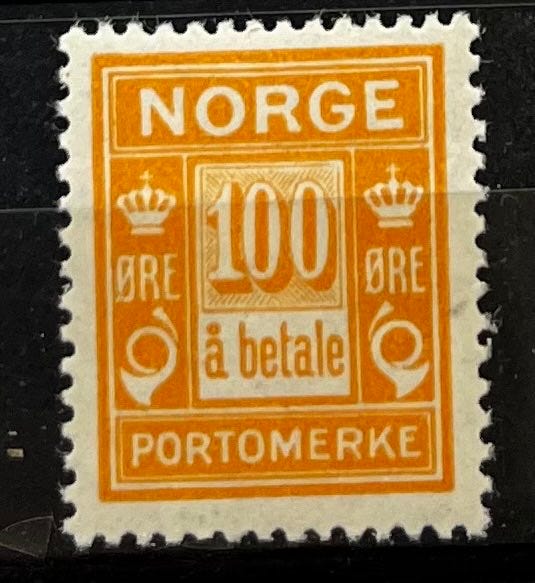 NORGE
100
ØRE ØRE
å betale
PORTOMERKE